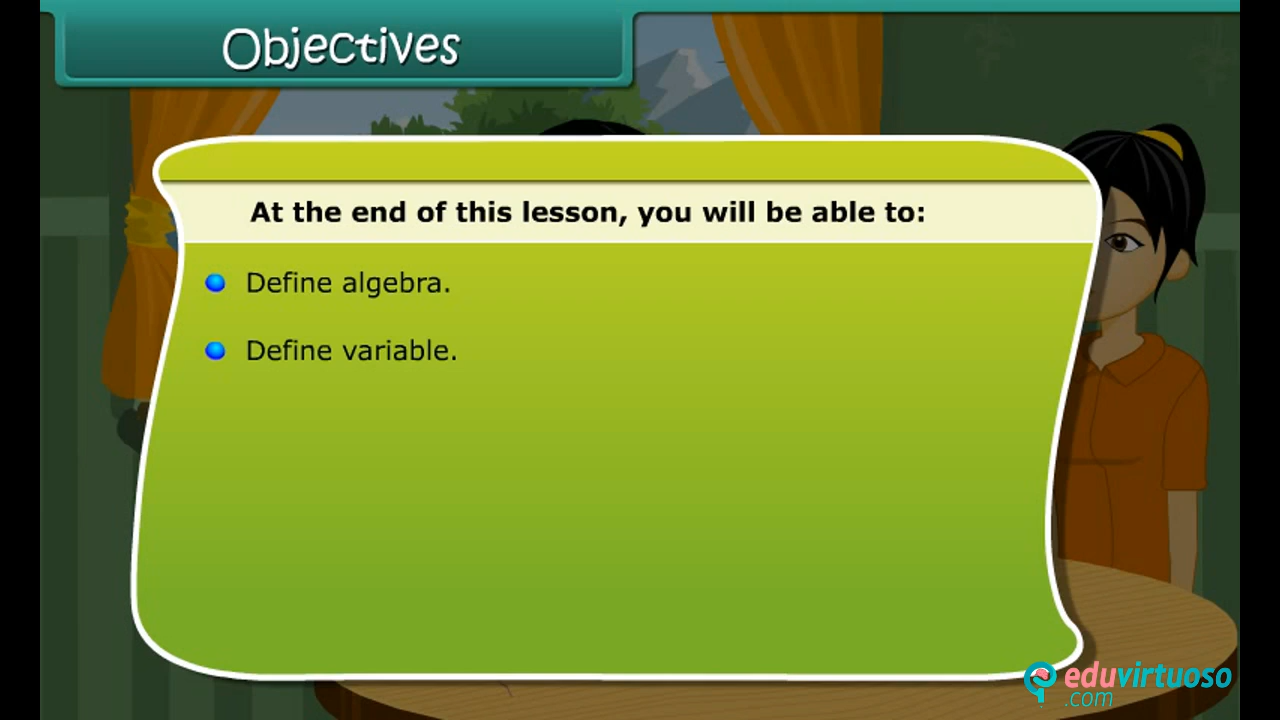 Objectives
At the end of this lesson, you will be able to:
Define algebra.
Define variable.
eduvirtuoso
.com